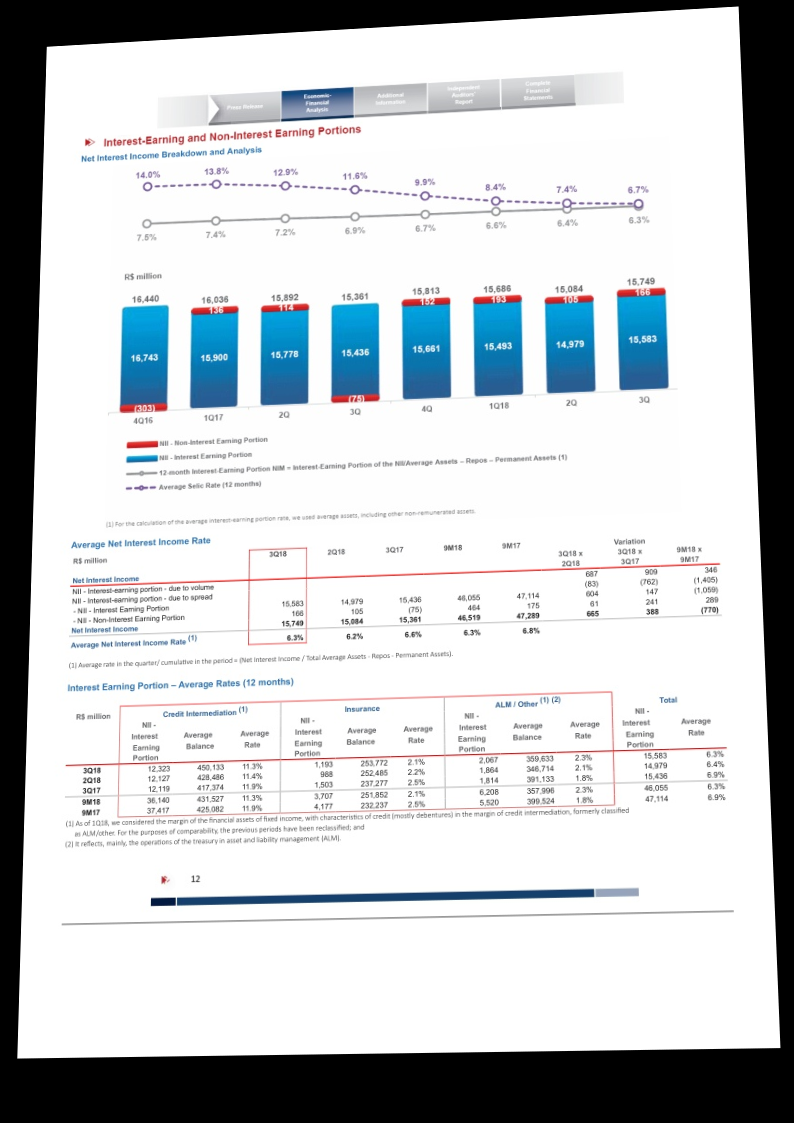 Press Release
Economic-
Financial
Analysis
Additional
Information
Independent
Auditors'
Report
Complete
Financial
Statements
Interest-Earning and Non-Interest Earning Portions
Net Interest Income Breakdown and Analysis
14.0% 13.8% 12.9% 11.6% 9.9% 8.4% 7.4% 6.7%
7.5% 7.4% 7.2% 6.9% 6.7% 6.6% 6.4% 6.3%
R$ million
16,440 16,036 15,892 15,361 15,813 15,686 15,084 15,749
136 114 152 193 105 166
16,743 15,900 15,778 15,436 15,661 15,493 14,979 15,583
(303) (75)
4Q16 1Q17 2Q 3Q 4Q 1Q18 2Q 3Q
NII - Non-Interest Earning Portion
NII - Interest Earning Portion
12-month Interest-Earning Portion NIM = Interest-Earning Portion of the NII/Average Assets – Repos – Permanent Assets (1)
Average Selic Rate (12 months)
(1) For the calculation of the average interest-earning portion rate, we used average assets, including other non-remunerated assets.
Average Net Interest Income Rate
R$ million 3Q18 2Q18 3Q17 9M18 9M17 Variation
3Q18 x 2Q18 3Q18 x 3Q17 9M18 x 9M17
Net Interest Income
NII - Interest-earning portion - due to volume 687 909 346
NII - Interest-earning portion - due to spread (83) (762) (1,405)
- NII - Interest Earning Portion 15,583 14,979 15,436 46,055 47,114 604 147 (1,059)
- NII - Non-Interest Earning Portion 166 105 (75) 464 175 61 241 289
Net Interest Income 15,749 15,084 15,361 46,519 47,289 665 388 (770)
Average Net Interest Income Rate (1) 6.3% 6.2% 6.6% 6.3% 6.8%
(1) Average rate in the quarter/ cumulative in the period = (Net Interest Income / Total Average Assets - Repos - Permanent Assets).
Interest Earning Portion – Average Rates (12 months)
R$ million Credit Intermediation (1) Insurance ALM / Other (1) (2) Total
NII - Interest Earning Portion Average Balance Average Rate NII - Interest Earning Portion Average Balance Average Rate NII - Interest Earning Portion Average Balance Average Rate NII - Interest Earning Portion Average Rate
3Q18 12,323 450,133 11.3% 1,193 253,772 2.1% 2,067 359,633 2.3% 15,583 6.3%
2Q18 12,127 428,486 11.4% 988 252,485 2.2% 1,864 346,714 2.1% 14,979 6.4%
3Q17 12,119 417,374 11.9% 1,503 237,277 2.5% 1,814 391,133 1.8% 15,436 6.9%
9M18 36,140 431,527 11.3% 3,707 251,852 2.1% 6,208 357,996 2.3% 46,055 6.3%
9M17 37,417 425,082 11.9% 4,177 232,237 2.5% 5,520 399,524 1.8% 47,114 6.9%
(1) As of 1Q18, we considered the margin of the financial assets of fixed income, with characteristics of credit (mostly debentures) in the margin of credit intermediation, formerly classified
as ALM/other. For the purposes of comparability, the previous periods have been reclassified; and
(2) It reflects, mainly, the operations of the treasury in asset and liability management (ALM).
12